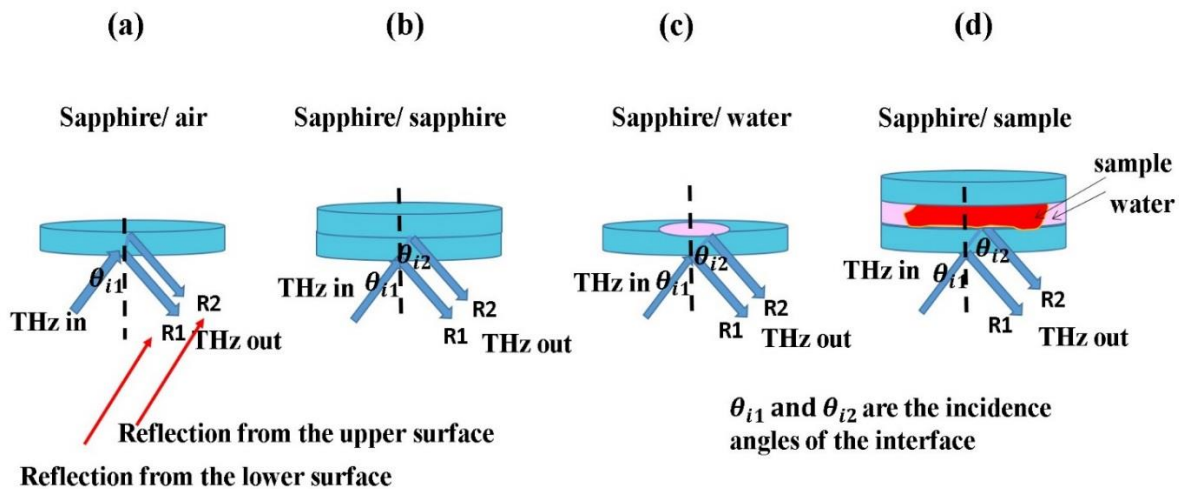 (a)
(b)
(c)
(d)
Sapphire/ air
Sapphire/ sapphire
Sapphire/ water
Sapphire/ sample
sample
water
θi1
THz in
R2
R1
THz out
θi2
THz in θi1
R2
R1
THz out
θi2
THz in θi1
R2
R1
THz out
θi2
THz in
θi1
R2
R1
THz out
Reflection from the upper surface
Reflection from the lower surface
θi1 and θi2 are the incidence
angles of the interface